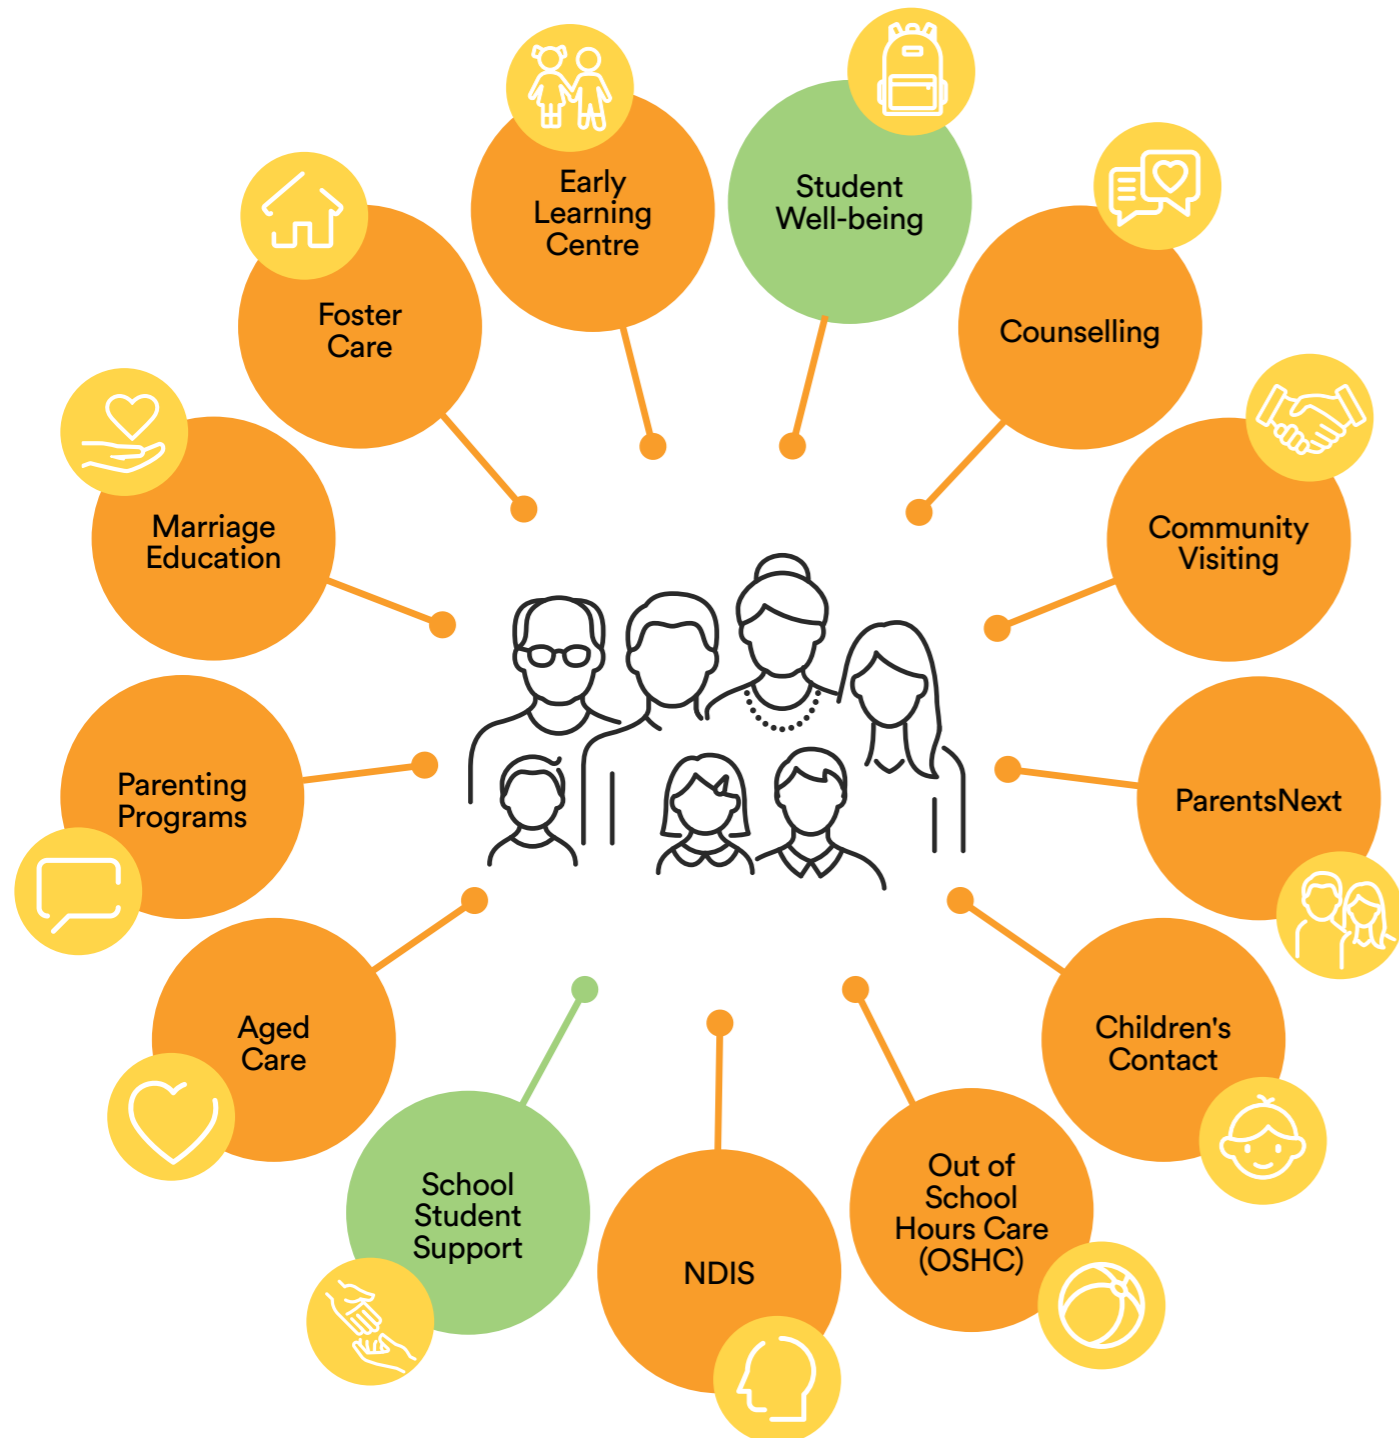 Early
Learning
Centre
Student
Well-being
Counselling
Community
Visiting
ParentsNext
Children's
Contact
Out of
School
Hours Care
(OSHC)
NDIS
School
Student
Support
Aged
Care
Parenting
Programs
Marriage
Education
Foster
Care